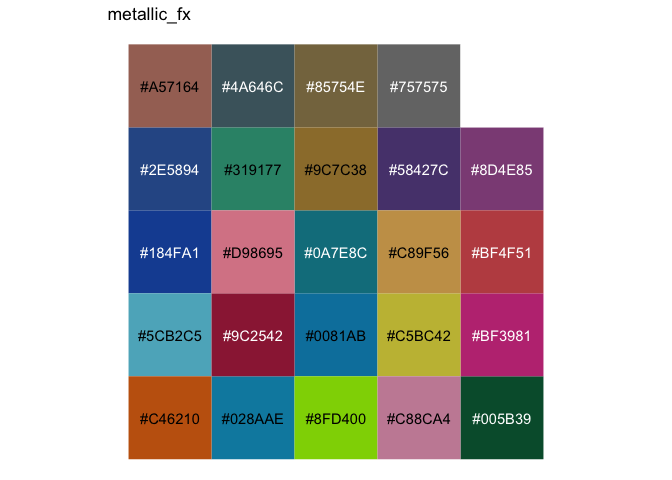 metallic_fx
#A57164 #4A646C #85754E #757575
#2E5894 #319177 #9C7C38 #58427C #8D4E85
#184FA1 #D98695 #0A7E8C #C89F56 #BF4F51
#5CB2C5 #9C2542 #0081AB #C5BC42 #BF3981
#C46210 #028AAE #8FD400 #C88CA4 #005B39